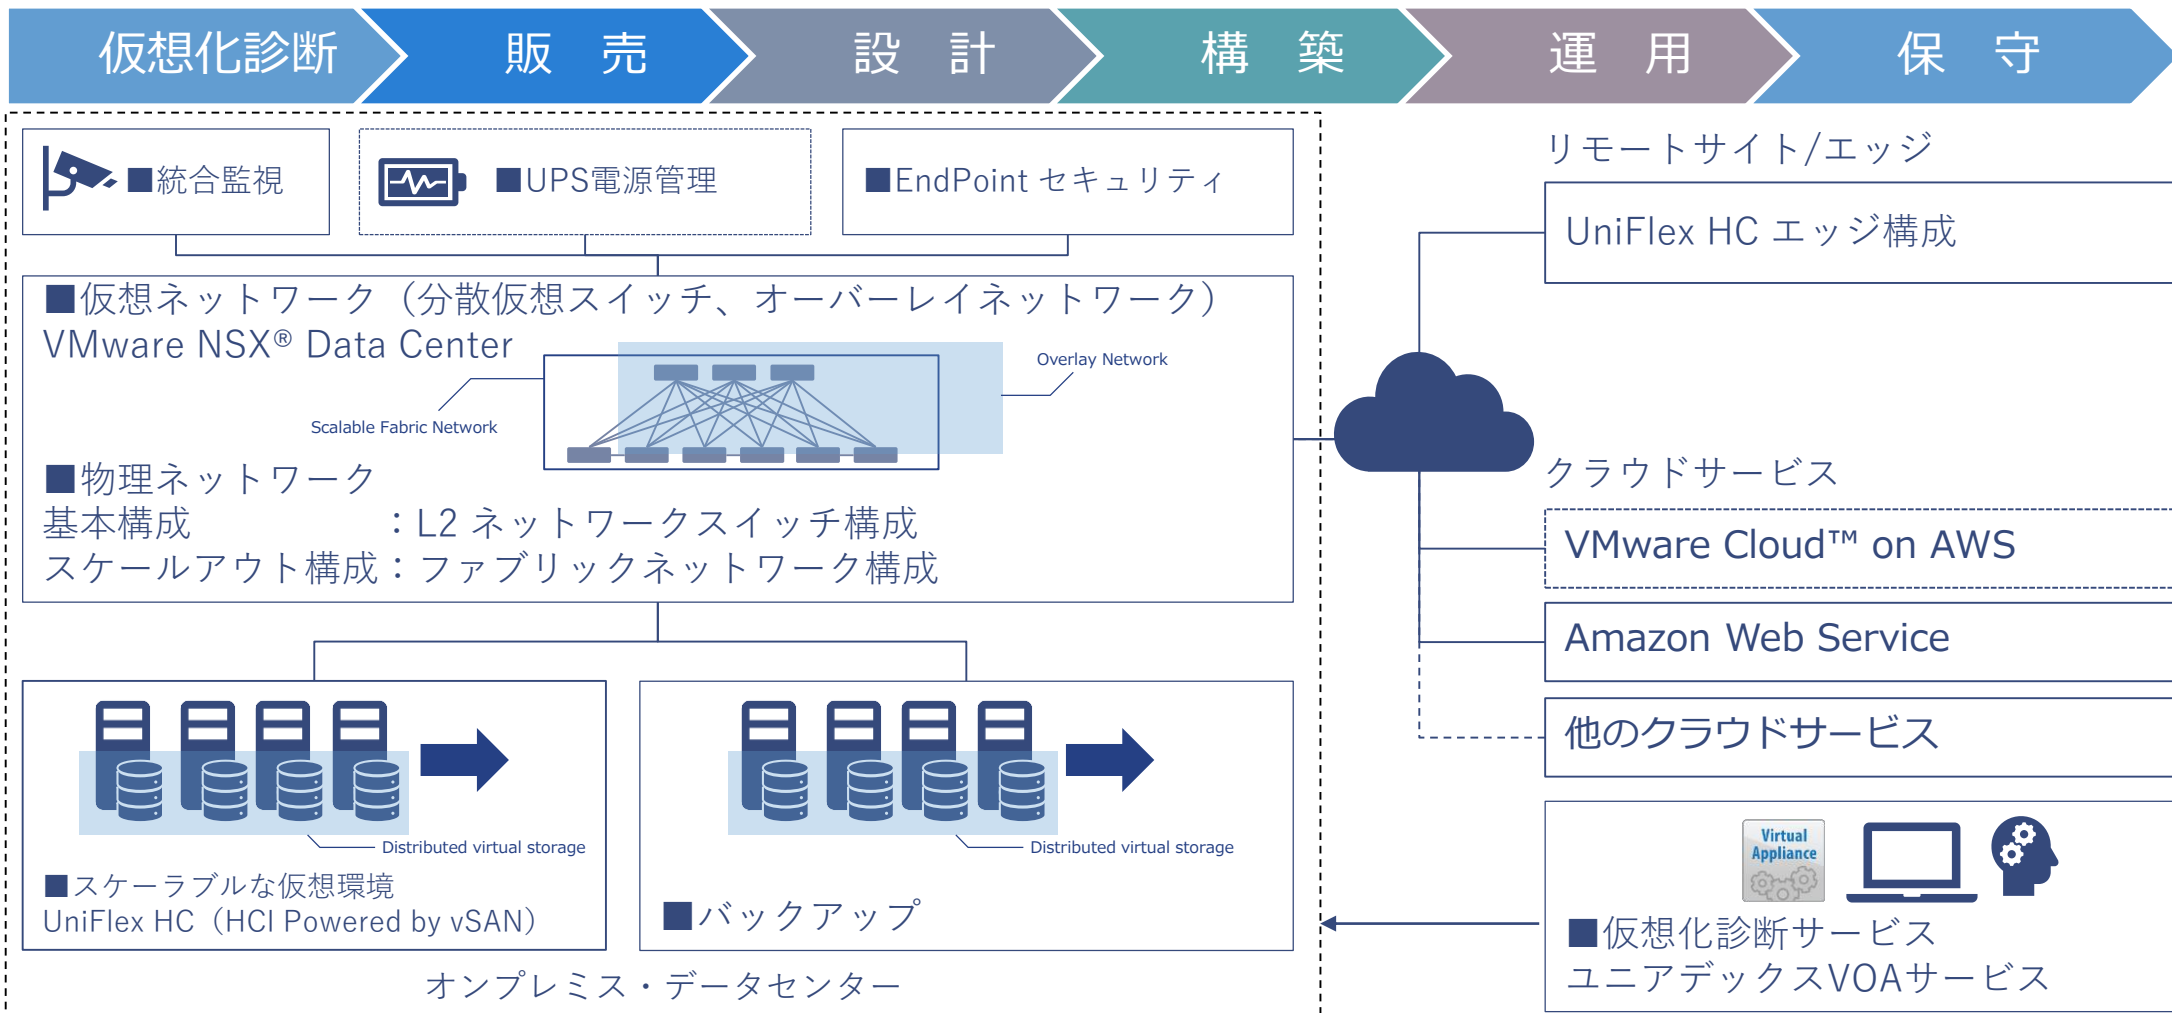 仮想化診断
販　売
設　計
構　築
運　用
保　守
■統合監視
■UPS電源管理
■EndPoint セキュリティ
■仮想ネットワーク（分散仮想スイッチ、オーバーレイネットワーク）
VMware NSX® Data Center
Overlay Network
Scalable Fabric Network
■物理ネットワーク
基本構成　　　　　：L2 ネットワークスイッチ構成
スケールアウト構成：ファブリックネットワーク構成
Distributed virtual storage
■スケーラブルな仮想環境
UniFlex HC（HCI Powered by vSAN）
Distributed virtual storage
■バックアップ
オンプレミス・データセンター
リモートサイト/エッジ
UniFlex HC エッジ構成
クラウドサービス
VMware Cloud™ on AWS
Amazon Web Service
他のクラウドサービス
Virtual
Appliance
■仮想化診断サービス
ユニアデックスVOAサービス